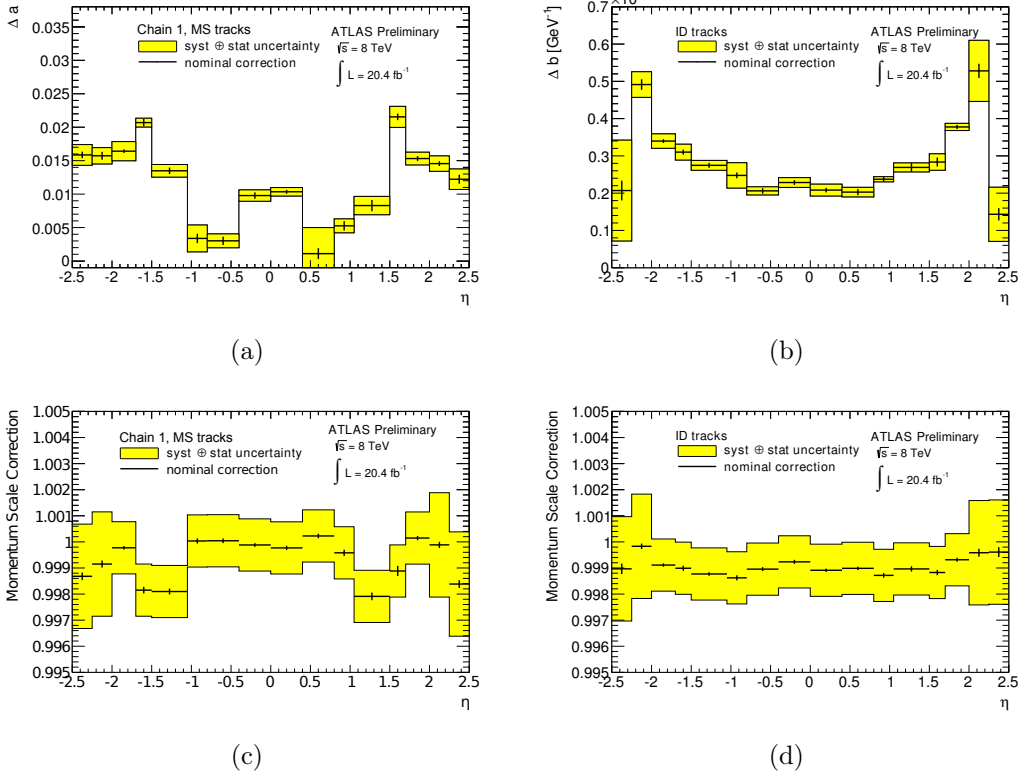 Δ a
0.035
0.03
0.025
0.02
0.015
0.01
0.005
0
-2.5 -2 -1.5 -1 -0.5 0 0.5 1 1.5 2 2.5
η
Chain 1, MS tracks
syst ⊕ stat uncertainty
nominal correction
ATLAS Preliminary
√s = 8 TeV
∫ L = 20.4 fb⁻¹
(a)
Δ b [GeV⁻¹]
0.7
0.6
0.5
0.4
0.3
0.2
0.1
0
-2.5 -2 -1.5 -1 -0.5 0 0.5 1 1.5 2 2.5
η
ID tracks
syst ⊕ stat uncertainty
nominal correction
ATLAS Preliminary
√s = 8 TeV
∫ L = 20.4 fb⁻¹
(b)
Momentum Scale Correction
1.005
1.004
1.003
1.002
1.001
1
0.999
0.998
0.997
0.996
0.995
-2.5 -2 -1.5 -1 -0.5 0 0.5 1 1.5 2 2.5
η
Chain 1, MS tracks
syst ⊕ stat uncertainty
nominal correction
ATLAS Preliminary
√s = 8 TeV
∫ L = 20.4 fb⁻¹
(c)
Momentum Scale Correction
1.005
1.004
1.003
1.002
1.001
1
0.999
0.998
0.997
0.996
0.995
-2.5 -2 -1.5 -1 -0.5 0 0.5 1 1.5 2 2.5
η
ID tracks
syst ⊕ stat uncertainty
nominal correction
ATLAS Preliminary
√s = 8 TeV
∫ L = 20.4 fb⁻¹
(d)